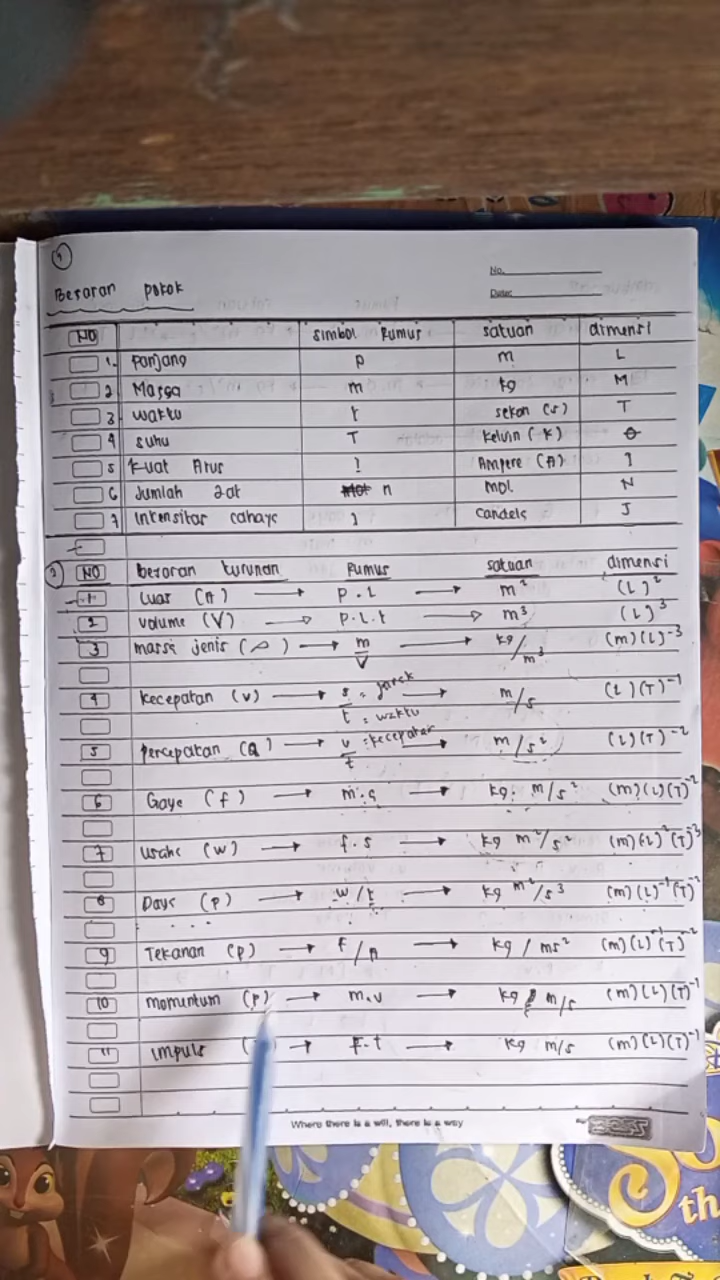 No.
Besaran pokok
Date:
NO simbol Rumus satuan dimensi
1. Panjang p m L
2 Massa m kg M
3 waktu t sekon (s) T
4 suhu T Kelvin (K) θ
5 Kuat Arus I Ampere (A) I
6 Jumlah zat n mol N
7 Intensitas cahaya J candela J
2 NO besaran turunan Rumus satuan dimensi
1 Luas (A) → p.L → m² (L)²
2 volume (V) → p.L.t → m³ (L)³
3 massa jenis (ρ) → m/V → kg/m³ (m)(L)⁻³
4 kecepatan (v) → s/t = jarak = waktu → m/s (L)(T)⁻¹
5 percepatan (a) → v/t = kecepatan → m/s² (L)(T)⁻²
6 Gaya (f) → m.a → kg. m/s² (m)(L)(T)⁻²
7 usaha (w) → f.s → kg m²/s² (m)(L)²(T)⁻³
8 Daya (p) → w/t → kg m²/s³ (m)(L)⁻¹(T)⁻²
9 Tekanan (p) → f/A → kg / ms² (m)(L)⁻¹(T)⁻²
10 momentum (p) → m.v → kg m/s (m)(L)(T)⁻¹
11 impuls → F.t → kg m/s (m)(L)(T)⁻¹
Where there is a will, there is a way